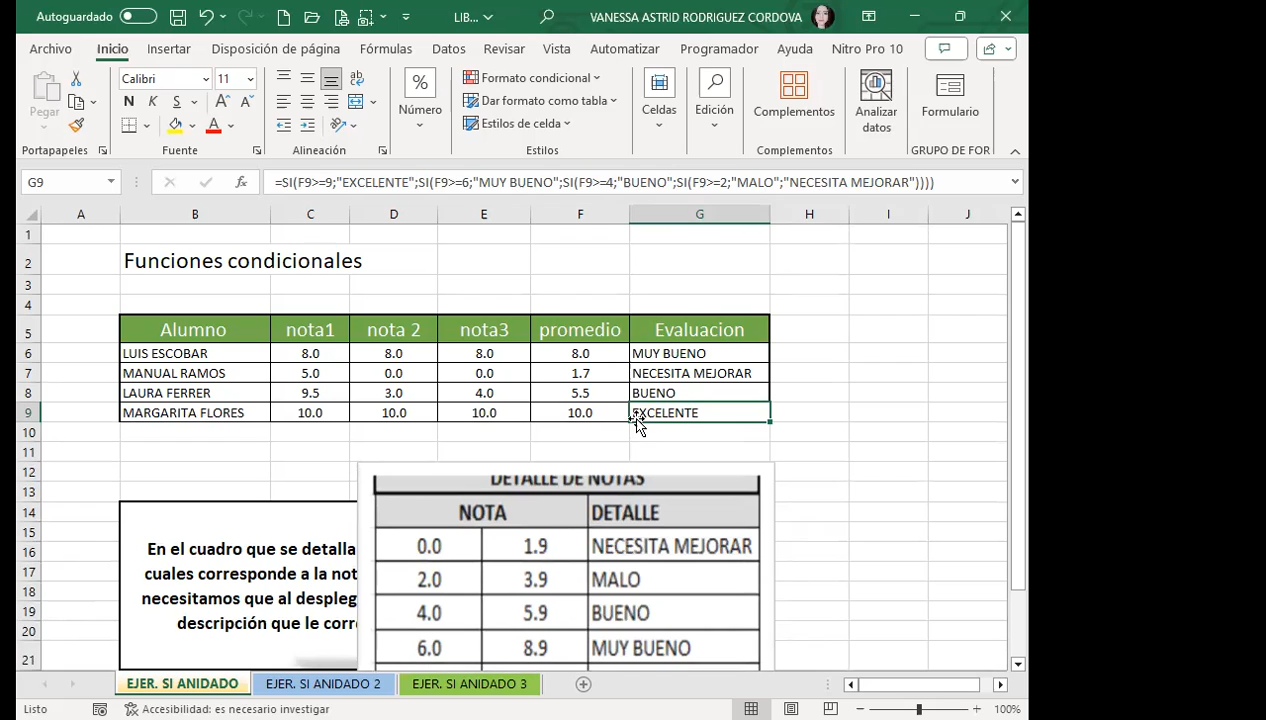 Autoguardado LIB... VANESSA ASTRID RODRIGUEZ CORDOVA
Archivo Inicio Insertar Disposición de página Fórmulas Datos Revisar Vista Automatizar Programador Ayuda Nitro Pro 10
Pegar Calibri 11 N K S A A A ab % Número Formato condicional Dar formato como tabla Estilos de celda Celdas Edición Complementos Analizar datos Formulario
Portapapeles Fuente Alineación Estilos Complementos GRUPO DE FOR
G9 fx =SI(F9>=9;"EXCELENTE";SI(F9>=6;"MUY BUENO";SI(F9>=4;"BUENO";SI(F9>=2;"MALO";"NECESITA MEJORAR"))))
A B C D E F G H I J
1
2 Funciones condicionales
3
4
5 Alumno nota1 nota 2 nota3 promedio Evaluacion
6 LUIS ESCOBAR 8.0 8.0 8.0 8.0 MUY BUENO
7 MANUAL RAMOS 5.0 0.0 0.0 1.7 NECESITA MEJORAR
8 LAURA FERRER 9.5 3.0 4.0 5.5 BUENO
9 MARGARITA FLORES 10.0 10.0 10.0 10.0 EXCELENTE
10
11
12
13 DETALLE DE NOTAS
14 NOTA DETALLE
15
16 En el cuadro que se detalla 0.0 1.9 NECESITA MEJORAR
17 cuales corresponde a la not 2.0 3.9 MALO
18 necesitamos que al despleg
19 descripción que le corr 4.0 5.9 BUENO
20
21 6.0 8.9 MUY BUENO
EJER. SI ANIDADO EJER. SI ANIDADO 2 EJER. SI ANIDADO 3
Listo Accesibilidad: es necesario investigar 100%